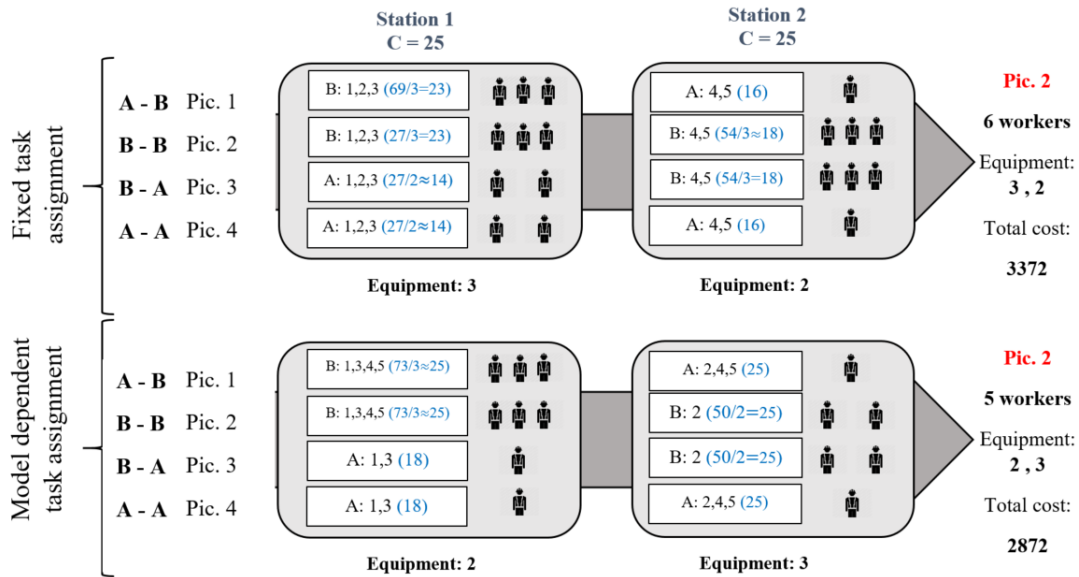 Station 1
C = 25
Station 2
C = 25
Fixed task
assignment
A - B Pic. 1
B - B Pic. 2
B - A Pic. 3
A - A Pic. 4
B: 1,2,3 (69/3=23)
B: 1,2,3 (27/3=23)
A: 1,2,3 (27/2≈14)
A: 1,2,3 (27/2≈14)
Equipment: 3
A: 4,5 (16)
B: 4,5 (54/3≈18)
B: 4,5 (54/3=18)
A: 4,5 (16)
Equipment: 2
Pic. 2
6 workers
Equipment:
3 , 2
Total cost:
3372
Model dependent
task assignment
A - B Pic. 1
B - B Pic. 2
B - A Pic. 3
A - A Pic. 4
B: 1,3,4,5 (73/3≈25)
B: 1,3,4,5 (73/3≈25)
A: 1,3 (18)
A: 1,3 (18)
Equipment: 2
A: 2,4,5 (25)
B: 2 (50/2=25)
B: 2 (50/2=25)
A: 2,4,5 (25)
Equipment: 3
Pic. 2
5 workers
Equipment:
2 , 3
Total cost:
2872